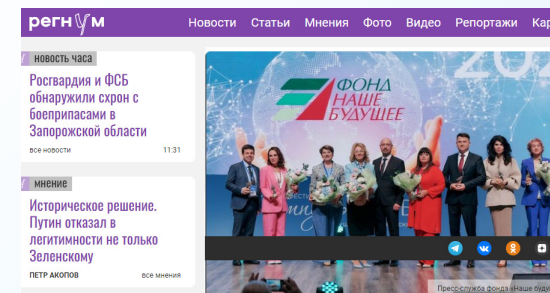 регнум
Новости Статьи Мнения Фото Видео Репортажи
новость часа
Росгвардия и ФСБ
обнаружили схрон с
боеприпасами в
Запорожской области
все новости 11:31
мнение
Историческое решение.
Путин отказал в
легитимности не только
Зеленскому
ПЕТР АКОПОВ все мнения
ФОНД
НАШЕ
БУДУЩЕЕ
Пресс-служба фонда «Наше